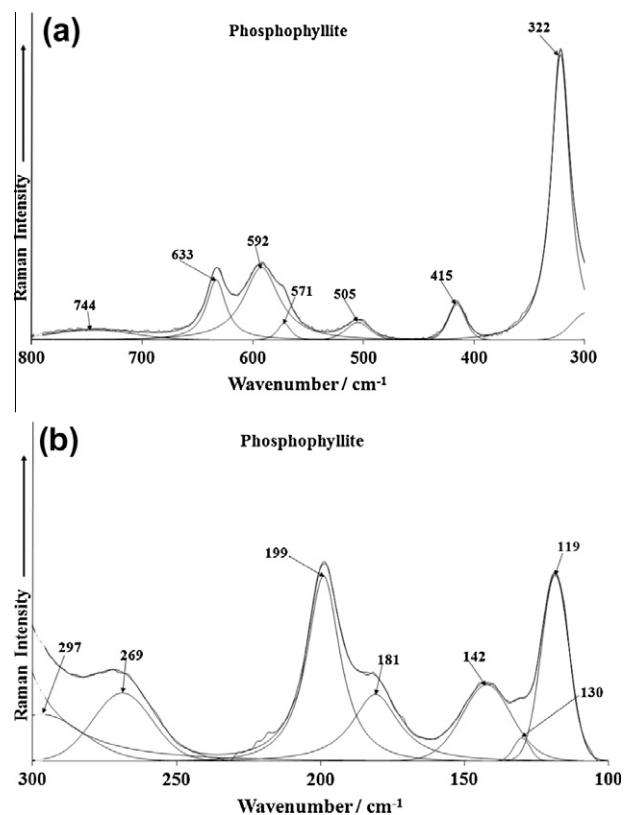 (a)
Phosphophyllite
322
Raman Intensity
633
592
571
744
505
415
800 700 600 500 400 300
Wavenumber / cm-1
(b)
Phosphophyllite
199
119
Raman Intensity
297
269
181
142
130
300 250 200 150 100
Wavenumber / cm-1